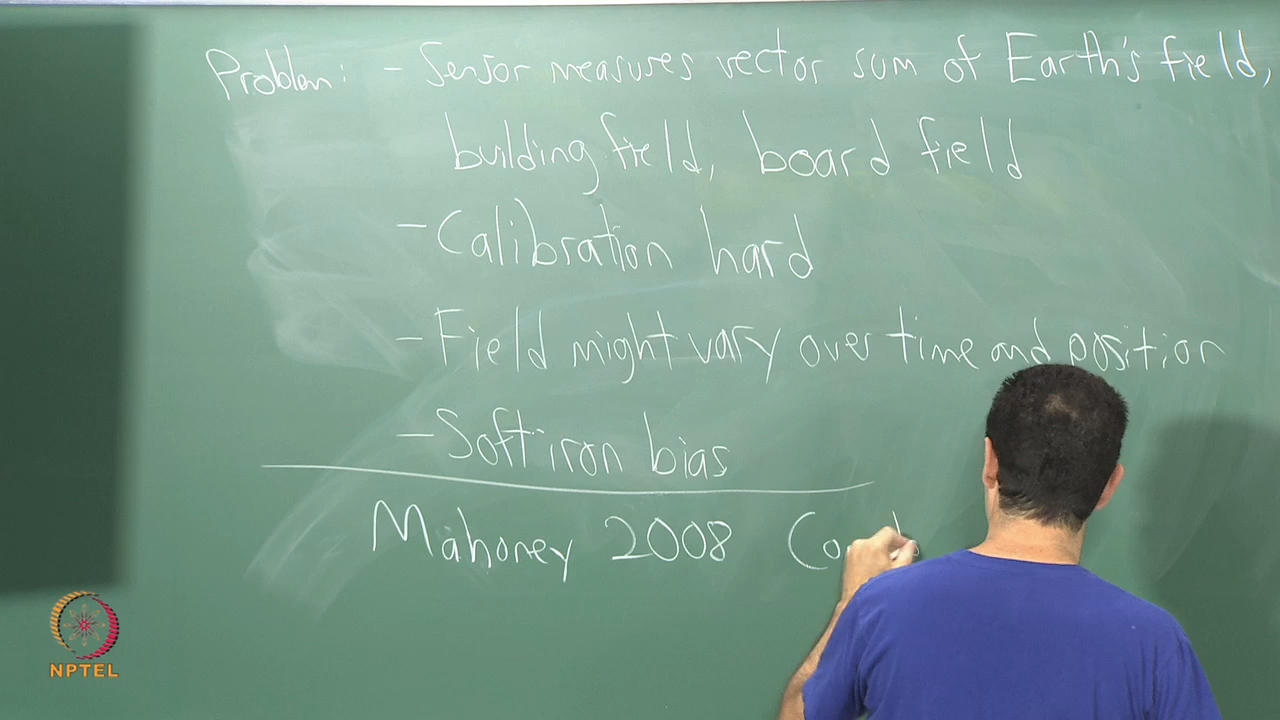 Problem: - Sensor measures vector sum of Earth's field,
building field, board field
- Calibration hard
- Field might vary over time and position
- Soft iron bias
Mahoney 2008
NPTEL